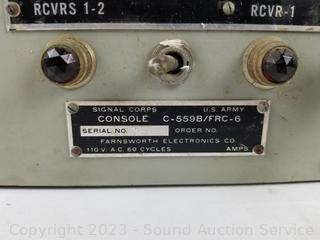 RCVRS 1-2 RCVR-1
SIGNAL CORPS U.S. ARMY
CONSOLE C-559B/FRC-6
SERIAL NO. ORDER NO.
FARNSWORTH ELECTRONICS CO.
110 V. A.C. 60 CYCLES AMPS
Copyright 2023 - Sound Auction Service